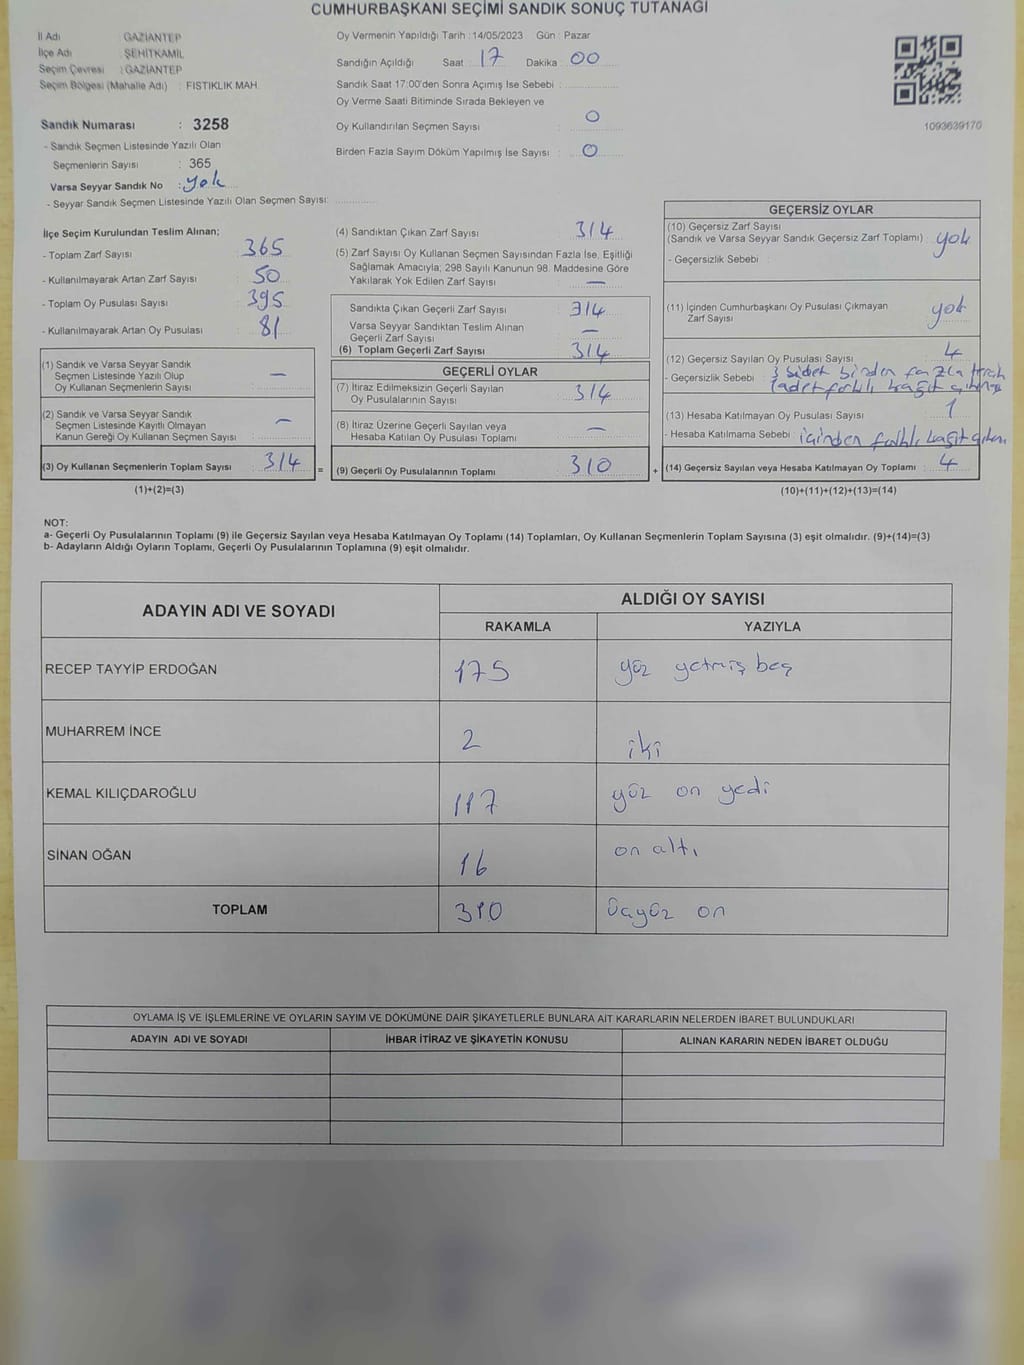 CUMHURBAŞKANI SEÇİMİ SANDIK SONUÇ TUTANAĞI
İl Adı : GAZİANTEP
İlçe Adı : ŞEHİTKAMİL
Seçim Çevresi : GAZİANTEP
Seçim Bölgesi (Mahalle Adı) : FISTIKLIK MAH.
Sandık Numarası : 3258
- Sandık Seçmen Listesinde Yazılı Olan
Seçmenlerin Sayısı : 365
Varsa Seyyar Sandık No : yok
- Seyyar Sandık Seçmen Listesinde Yazılı Olan Seçmen Sayısı:
Oy Vermenin Yapıldığı Tarih :14/05/2023 Gün : Pazar
Sandığın Açıldığı Saat 17 Dakika 00
Sandık Saat 17:00'den Sonra Açımış İse Sebebi :
Oy Verme Saati Bitiminde Sırada Bekleyen ve
Oy Kullandırılan Seçmen Sayısı : 0
Birden Fazla Sayım Döküm Yapılmış İse Sayısı : 0
1093639170
İlçe Seçim Kurulundan Teslim Alınan;
- Toplam Zarf Sayısı : 365
- Kullanılmayarak Artan Zarf Sayısı : 50
- Toplam Oy Pusulası Sayısı : 395
- Kullanılmayarak Artan Oy Pusulası : 81
(1) Sandık ve Varsa Seyyar Sandık
Seçmen Listesinde Yazılı Olup
Oy Kullanan Seçmenlerin Sayısı : —
(2) Sandık ve Varsa Seyyar Sandık
Seçmen Listesinde Kayıtlı Olmayan
Kanun Gereği Oy Kullanan Seçmen Sayısı : —
(3) Oy Kullanan Seçmenlerin Toplam Sayısı : 314 =
(1)+(2)=(3)
(4) Sandıktan Çıkan Zarf Sayısı : 314
(5) Zarf Sayısı Oy Kullanan Seçmen Sayısından Fazla İse, Eşitliği
Sağlamak Amacıyla; 298 Sayılı Kanunun 98. Maddesine Göre
Yakılarak Yok Edilen Zarf Sayısı : —
Sandıkta Çıkan Geçerli Zarf Sayısı : 314
Varsa Seyyar Sandıktan Teslim Alınan
Geçerli Zarf Sayısı : —
(6) Toplam Geçerli Zarf Sayısı : 314
GEÇERLİ OYLAR
(7) İtiraz Edilmeksizin Geçerli Sayılan
Oy Pusulalarının Sayısı : 314
(8) İtiraz Üzerine Geçerli Sayılan veya
Hesaba Katılan Oy Pusulası Toplamı : —
(9) Geçerli Oy Pusulalarının Toplamı : 310 +
GEÇERSİZ OYLAR
(10) Geçersiz Zarf Sayısı
(Sandık ve Varsa Seyyar Sandık Geçersiz Zarf Toplamı) : yok
- Geçersizlik Sebebi :
(11) İçinden Cumhurbaşkanı Oy Pusulası Çıkmayan
Zarf Sayısı : yok
(12) Geçersiz Sayılan Oy Pusulası Sayısı : 4
- Geçersizlik Sebebi : 3 birden fazla
1adet farklı kağıt
(13) Hesaba Katılmayan Oy Pusulası Sayısı : 1
- Hesaba Katılmama Sebebi : içinden farklı kağıt çıkan
(14) Geçersiz Sayılan veya Hesaba Katılmayan Oy Toplamı : 4
(10)+(11)+(12)+(13)=(14)
NOT:
a- Geçerli Oy Pusulalarının Toplamı (9) ile Geçersiz Sayılan veya Hesaba Katılmayan Oy Toplamı (14) Toplamları, Oy Kullanan Seçmenlerin Toplam Sayısına (3) eşit olmalıdır. (9)+(14)=(3)
b- Adayların Aldığı Oyların Toplamı, Geçerli Oy Pusulalarının Toplamına (9) eşit olmalıdır.
ADAYIN ADI VE SOYADI ALDIĞI OY SAYISI
RAKAMLA YAZIYLA
RECEP TAYYİP ERDOĞAN 175 yüz yetmiş beş
MUHARREM İNCE 2 iki
KEMAL KILIÇDAROĞLU 117 yüz on yedi
SİNAN OĞAN 16 on altı
TOPLAM 310 üçyüz on
OYLAMA İŞ VE İŞLEMLERİNE VE OYLARIN SAYIM VE DÖKÜMÜNE DAİR ŞİKAYETLERLE BUNLARA AİT KARARLARIN NELERDEN İBARET BULUNDUKLARI
ADAYIN ADI VE SOYADI İHBAR İTİRAZ VE ŞİKAYETİN KONUSU ALINAN KARARIN NEDEN İBARET OLDUĞU